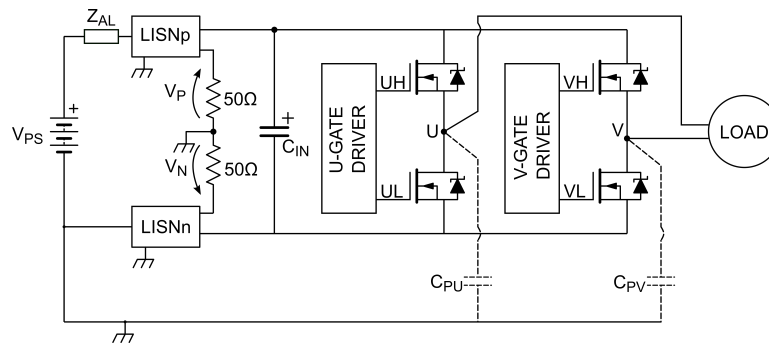 Z_AL
LISNp
+
V_PS
V_P
50Ω
V_N
50Ω
LISNn
+
C_IN
U-GATE
DRIVER
UH
UL
U
V-GATE
DRIVER
VH
VL
V
LOAD
C_PU
C_PV